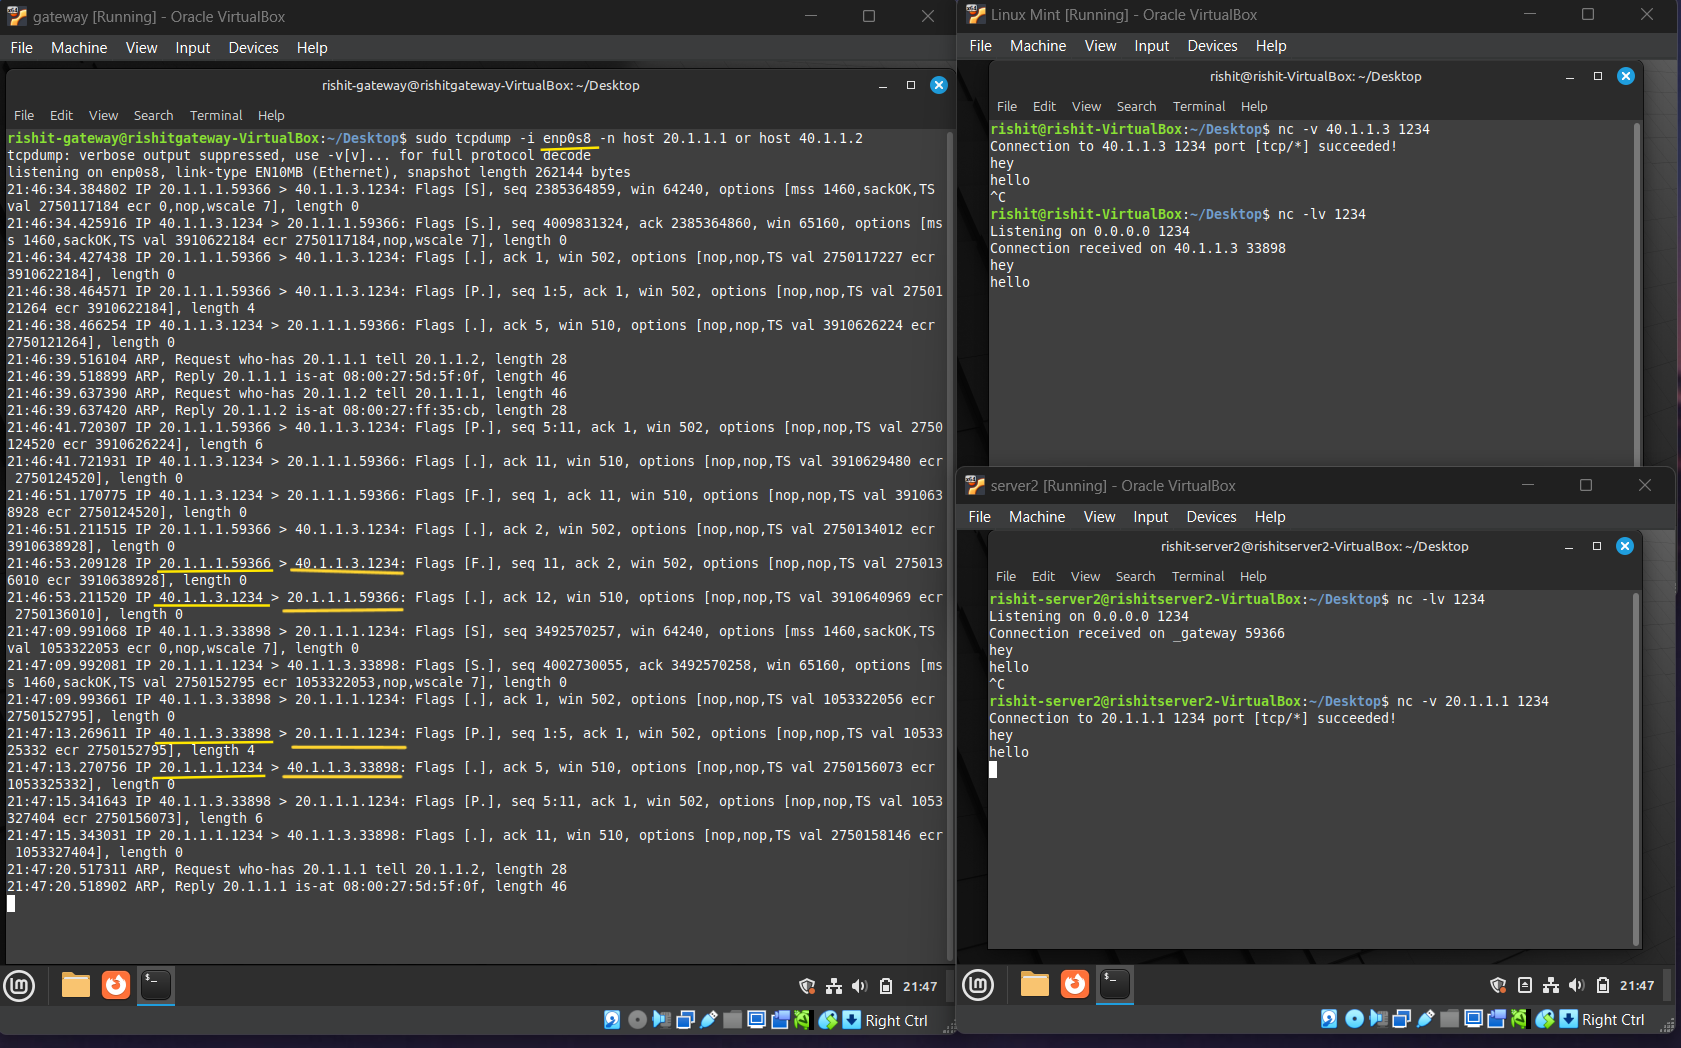 gateway [Running] - Oracle VirtualBox
File Machine View Input Devices Help
rishit-gateway@rishitgateway-VirtualBox: ~/Desktop
File Edit View Search Terminal Help
rishit-gateway@rishitgateway-VirtualBox:~/Desktop$ sudo tcpdump -i enp0s8 -n host 20.1.1.1 or host 40.1.1.2
tcpdump: verbose output suppressed, use -v[v]... for full protocol decode
listening on enp0s8, link-type EN10MB (Ethernet), snapshot length 262144 bytes
21:46:34.384802 IP 20.1.1.1.59366 > 40.1.1.3.1234: Flags [S], seq 2385364859, win 64240, options [mss 1460,sackOK,TS
val 2750117184 ecr 0,nop,wscale 7], length 0
21:46:34.425916 IP 40.1.1.3.1234 > 20.1.1.1.59366: Flags [S.], seq 4009831324, ack 2385364860, win 65160, options [ms
s 1460,sackOK,TS val 3910622184 ecr 2750117184,nop,wscale 7], length 0
21:46:34.427438 IP 20.1.1.1.59366 > 40.1.1.3.1234: Flags [.], ack 1, win 502, options [nop,nop,TS val 2750117227 ecr
3910622184], length 0
21:46:38.464571 IP 20.1.1.1.59366 > 40.1.1.3.1234: Flags [P.], seq 1:5, ack 1, win 502, options [nop,nop,TS val 27501
21264 ecr 3910622184], length 4
21:46:38.466254 IP 40.1.1.3.1234 > 20.1.1.1.59366: Flags [.], ack 5, win 510, options [nop,nop,TS val 3910626224 ecr
2750121264], length 0
21:46:39.516104 ARP, Request who-has 20.1.1.1 tell 20.1.1.2, length 28
21:46:39.518899 ARP, Reply 20.1.1.1 is-at 08:00:27:5d:5f:0f, length 46
21:46:39.637390 ARP, Request who-has 20.1.1.2 tell 20.1.1.1, length 46
21:46:39.637420 ARP, Reply 20.1.1.2 is-at 08:00:27:ff:35:cb, length 28
21:46:41.720307 IP 20.1.1.1.59366 > 40.1.1.3.1234: Flags [P.], seq 5:11, ack 1, win 502, options [nop,nop,TS val 2750
124520 ecr 3910626224], length 6
21:46:41.721931 IP 40.1.1.3.1234 > 20.1.1.1.59366: Flags [.], ack 11, win 510, options [nop,nop,TS val 3910629480 ecr
2750124520], length 0
21:46:51.170775 IP 40.1.1.3.1234 > 20.1.1.1.59366: Flags [F.], seq 1, ack 11, win 510, options [nop,nop,TS val 391063
8928 ecr 2750124520], length 0
21:46:51.211515 IP 20.1.1.1.59366 > 40.1.1.3.1234: Flags [.], ack 2, win 502, options [nop,nop,TS val 2750134012 ecr
3910638928], length 0
21:46:53.209128 IP 20.1.1.1.59366 > 40.1.1.3.1234: Flags [F.], seq 11, ack 2, win 502, options [nop,nop,TS val 275013
6010 ecr 3910638928], length 0
21:46:53.211520 IP 40.1.1.3.1234 > 20.1.1.1.59366: Flags [.], ack 12, win 510, options [nop,nop,TS val 3910640969 ecr
2750136010], length 0
21:47:09.991068 IP 40.1.1.3.33898 > 20.1.1.1.1234: Flags [S], seq 3492570257, win 64240, options [mss 1460,sackOK,TS
val 1053322053 ecr 0,nop,wscale 7], length 0
21:47:09.992081 IP 20.1.1.1.1234 > 40.1.1.3.33898: Flags [S.], seq 4002730055, ack 3492570258, win 65160, options [ms
s 1460,sackOK,TS val 2750152795 ecr 1053322053,nop,wscale 7], length 0
21:47:09.993661 IP 40.1.1.3.33898 > 20.1.1.1.1234: Flags [.], ack 1, win 502, options [nop,nop,TS val 1053322056 ecr
2750152795], length 0
21:47:13.269611 IP 40.1.1.3.33898 > 20.1.1.1.1234: Flags [P.], seq 1:5, ack 1, win 502, options [nop,nop,TS val 10533
25332 ecr 2750152795], length 4
21:47:13.270756 IP 20.1.1.1.1234 > 40.1.1.3.33898: Flags [.], ack 5, win 510, options [nop,nop,TS val 2750156073 ecr
1053325332], length 0
21:47:15.341643 IP 40.1.1.3.33898 > 20.1.1.1.1234: Flags [P.], seq 5:11, ack 1, win 502, options [nop,nop,TS val 1053
327404 ecr 2750156073], length 6
21:47:15.343031 IP 20.1.1.1.1234 > 40.1.1.3.33898: Flags [.], ack 11, win 510, options [nop,nop,TS val 2750158146 ecr
1053327404], length 0
21:47:20.517311 ARP, Request who-has 20.1.1.1 tell 20.1.1.2, length 28
21:47:20.518902 ARP, Reply 20.1.1.1 is-at 08:00:27:5d:5f:0f, length 46
21:47
Right Ctrl
Linux Mint [Running] - Oracle VirtualBox
File Machine View Input Devices Help
rishit@rishit-VirtualBox: ~/Desktop
File Edit View Search Terminal Help
rishit@rishit-VirtualBox:~/Desktop$ nc -v 40.1.1.3 1234
Connection to 40.1.1.3 1234 port [tcp/*] succeeded!
hey
hello
^C
rishit@rishit-VirtualBox:~/Desktop$ nc -lv 1234
Listening on 0.0.0.0 1234
Connection received on 40.1.1.3 33898
hey
hello
server2 [Running] - Oracle VirtualBox
File Machine View Input Devices Help
rishit-server2@rishitserver2-VirtualBox: ~/Desktop
File Edit View Search Terminal Help
rishit-server2@rishitserver2-VirtualBox:~/Desktop$ nc -lv 1234
Listening on 0.0.0.0 1234
Connection received on _gateway 59366
hey
hello
^C
rishit-server2@rishitserver2-VirtualBox:~/Desktop$ nc -v 20.1.1.1 1234
Connection to 20.1.1.1 1234 port [tcp/*] succeeded!
hey
hello
21:47
Right Ctrl